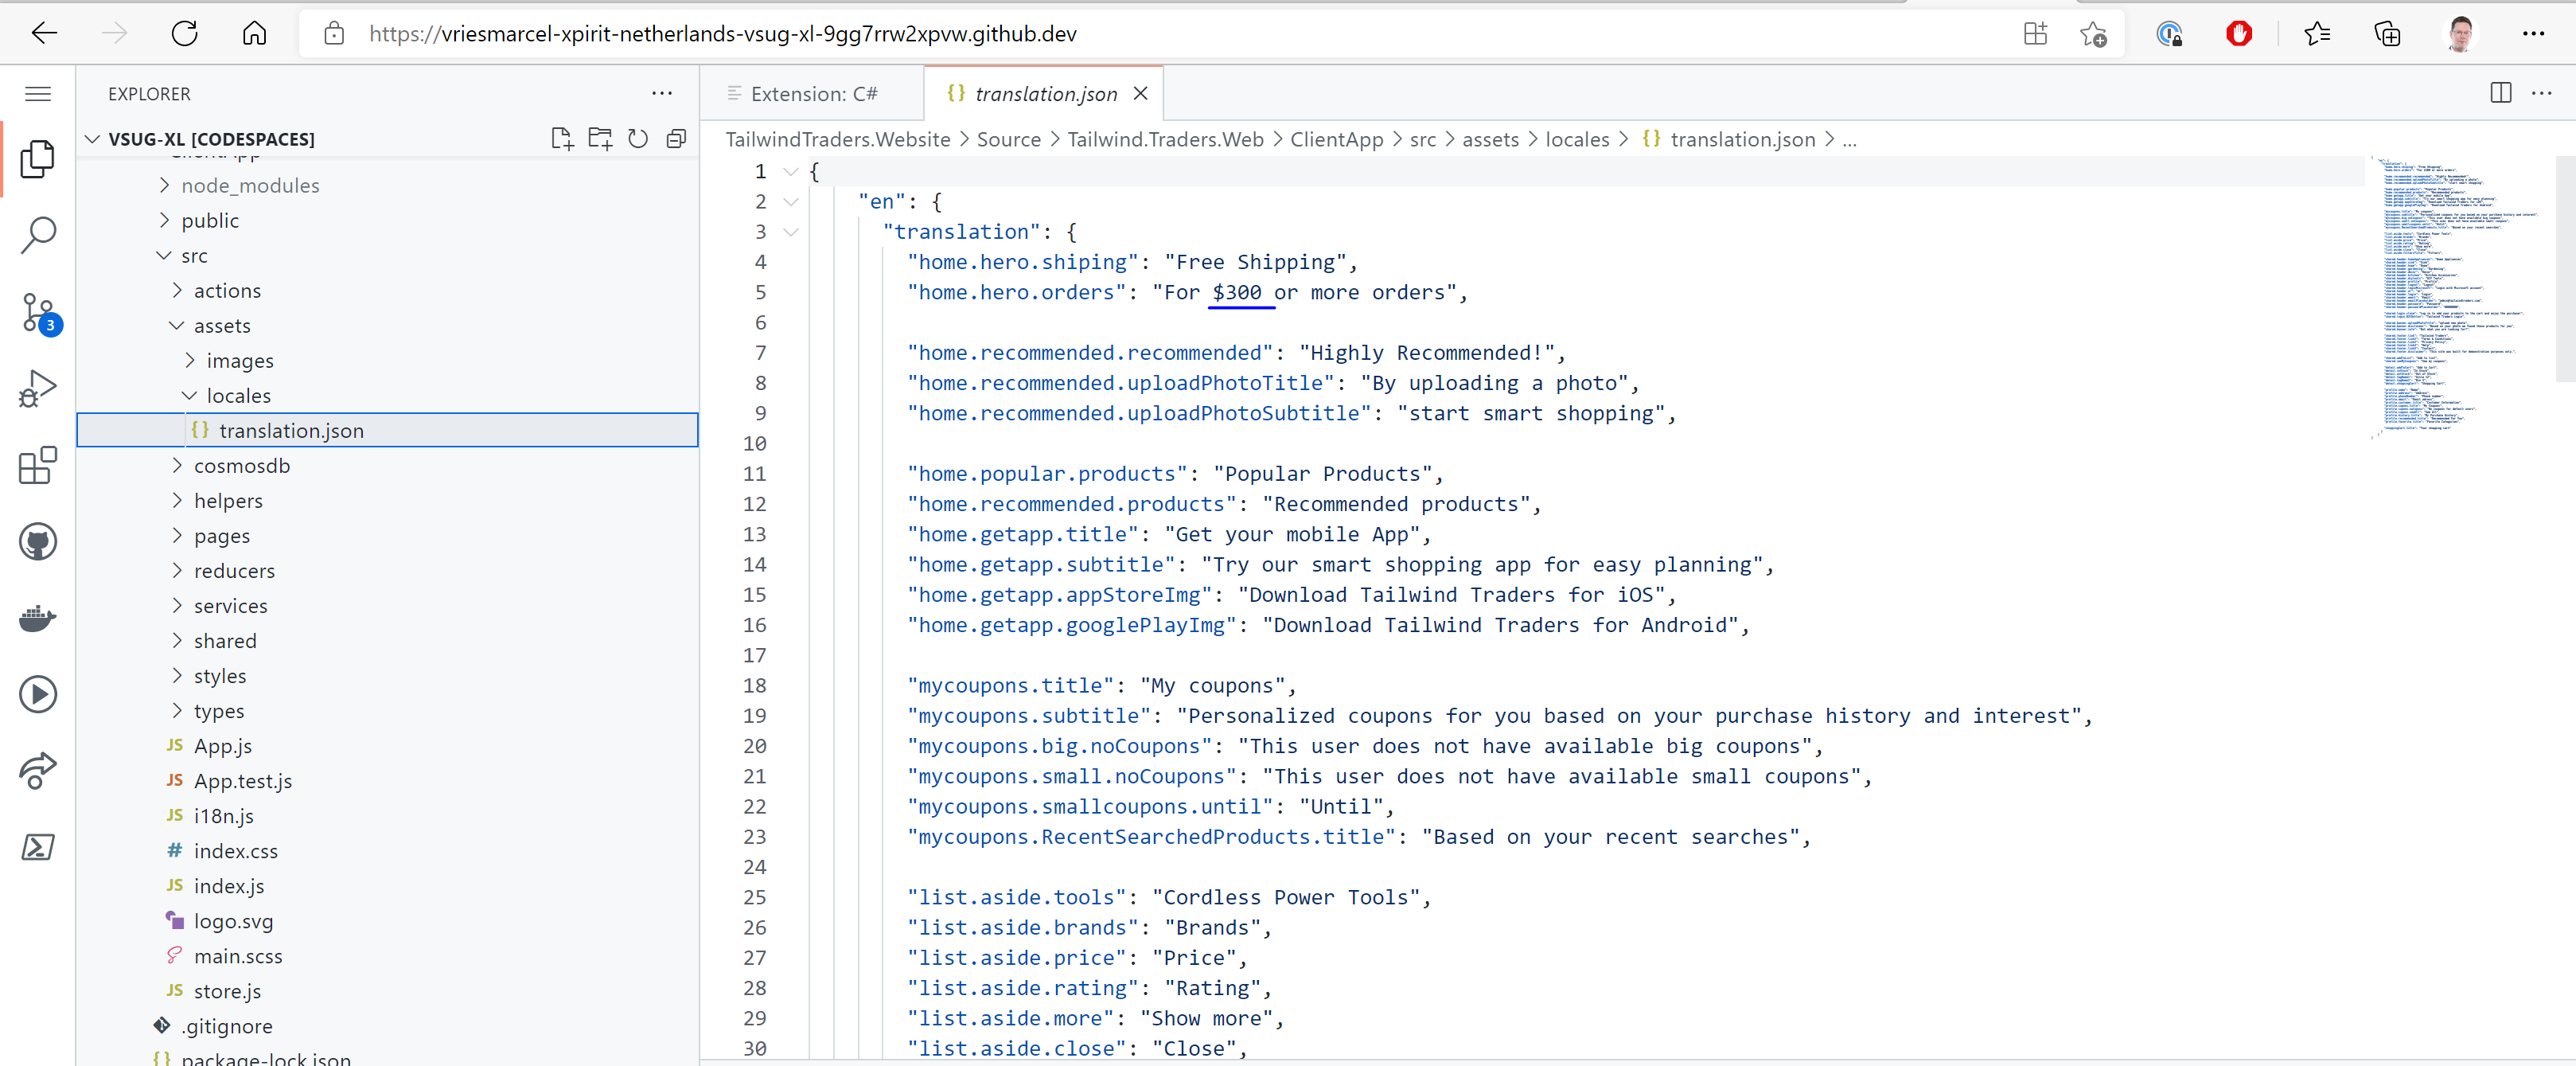 https://vriesmarcel-xpirit-netherlands-vsug-xl-9gg7rrw2xpvw.github.dev
EXPLORER
VSUG-XL [CODESPACES]
ClientApp
node_modules
public
src
actions
assets
images
locales
{} translation.json
cosmosdb
helpers
pages
reducers
services
shared
styles
types
JS App.js
JS App.test.js
JS i18n.js
# index.css
JS index.js
logo.svg
main.scss
JS store.js
.gitignore
{} package-lock.json
3
Extension: C#
{} translation.json
TailwindTraders.Website > Source > Tailwind.Traders.Web > ClientApp > src > assets > locales > {} translation.json > ...
1 {
2 "en": {
3 "translation": {
4 "home.hero.shiping": "Free Shipping",
5 "home.hero.orders": "For $300 or more orders",
6
7 "home.recommended.recommended": "Highly Recommended!",
8 "home.recommended.uploadPhotoTitle": "By uploading a photo",
9 "home.recommended.uploadPhotoSubtitle": "start smart shopping",
10
11 "home.popular.products": "Popular Products",
12 "home.recommended.products": "Recommended products",
13 "home.getapp.title": "Get your mobile App",
14 "home.getapp.subtitle": "Try our smart shopping app for easy planning",
15 "home.getapp.appStoreImg": "Download Tailwind Traders for iOS",
16 "home.getapp.googlePlayImg": "Download Tailwind Traders for Android",
17
18 "mycoupons.title": "My coupons",
19 "mycoupons.subtitle": "Personalized coupons for you based on your purchase history and interest",
20 "mycoupons.big.noCoupons": "This user does not have available big coupons",
21 "mycoupons.small.noCoupons": "This user does not have available small coupons",
22 "mycoupons.smallcoupons.until": "Until",
23 "mycoupons.RecentSearchedProducts.title": "Based on your recent searches",
24
25 "list.aside.tools": "Cordless Power Tools",
26 "list.aside.brands": "Brands",
27 "list.aside.price": "Price",
28 "list.aside.rating": "Rating",
29 "list.aside.more": "Show more",
30 "list.aside.close": "Close",